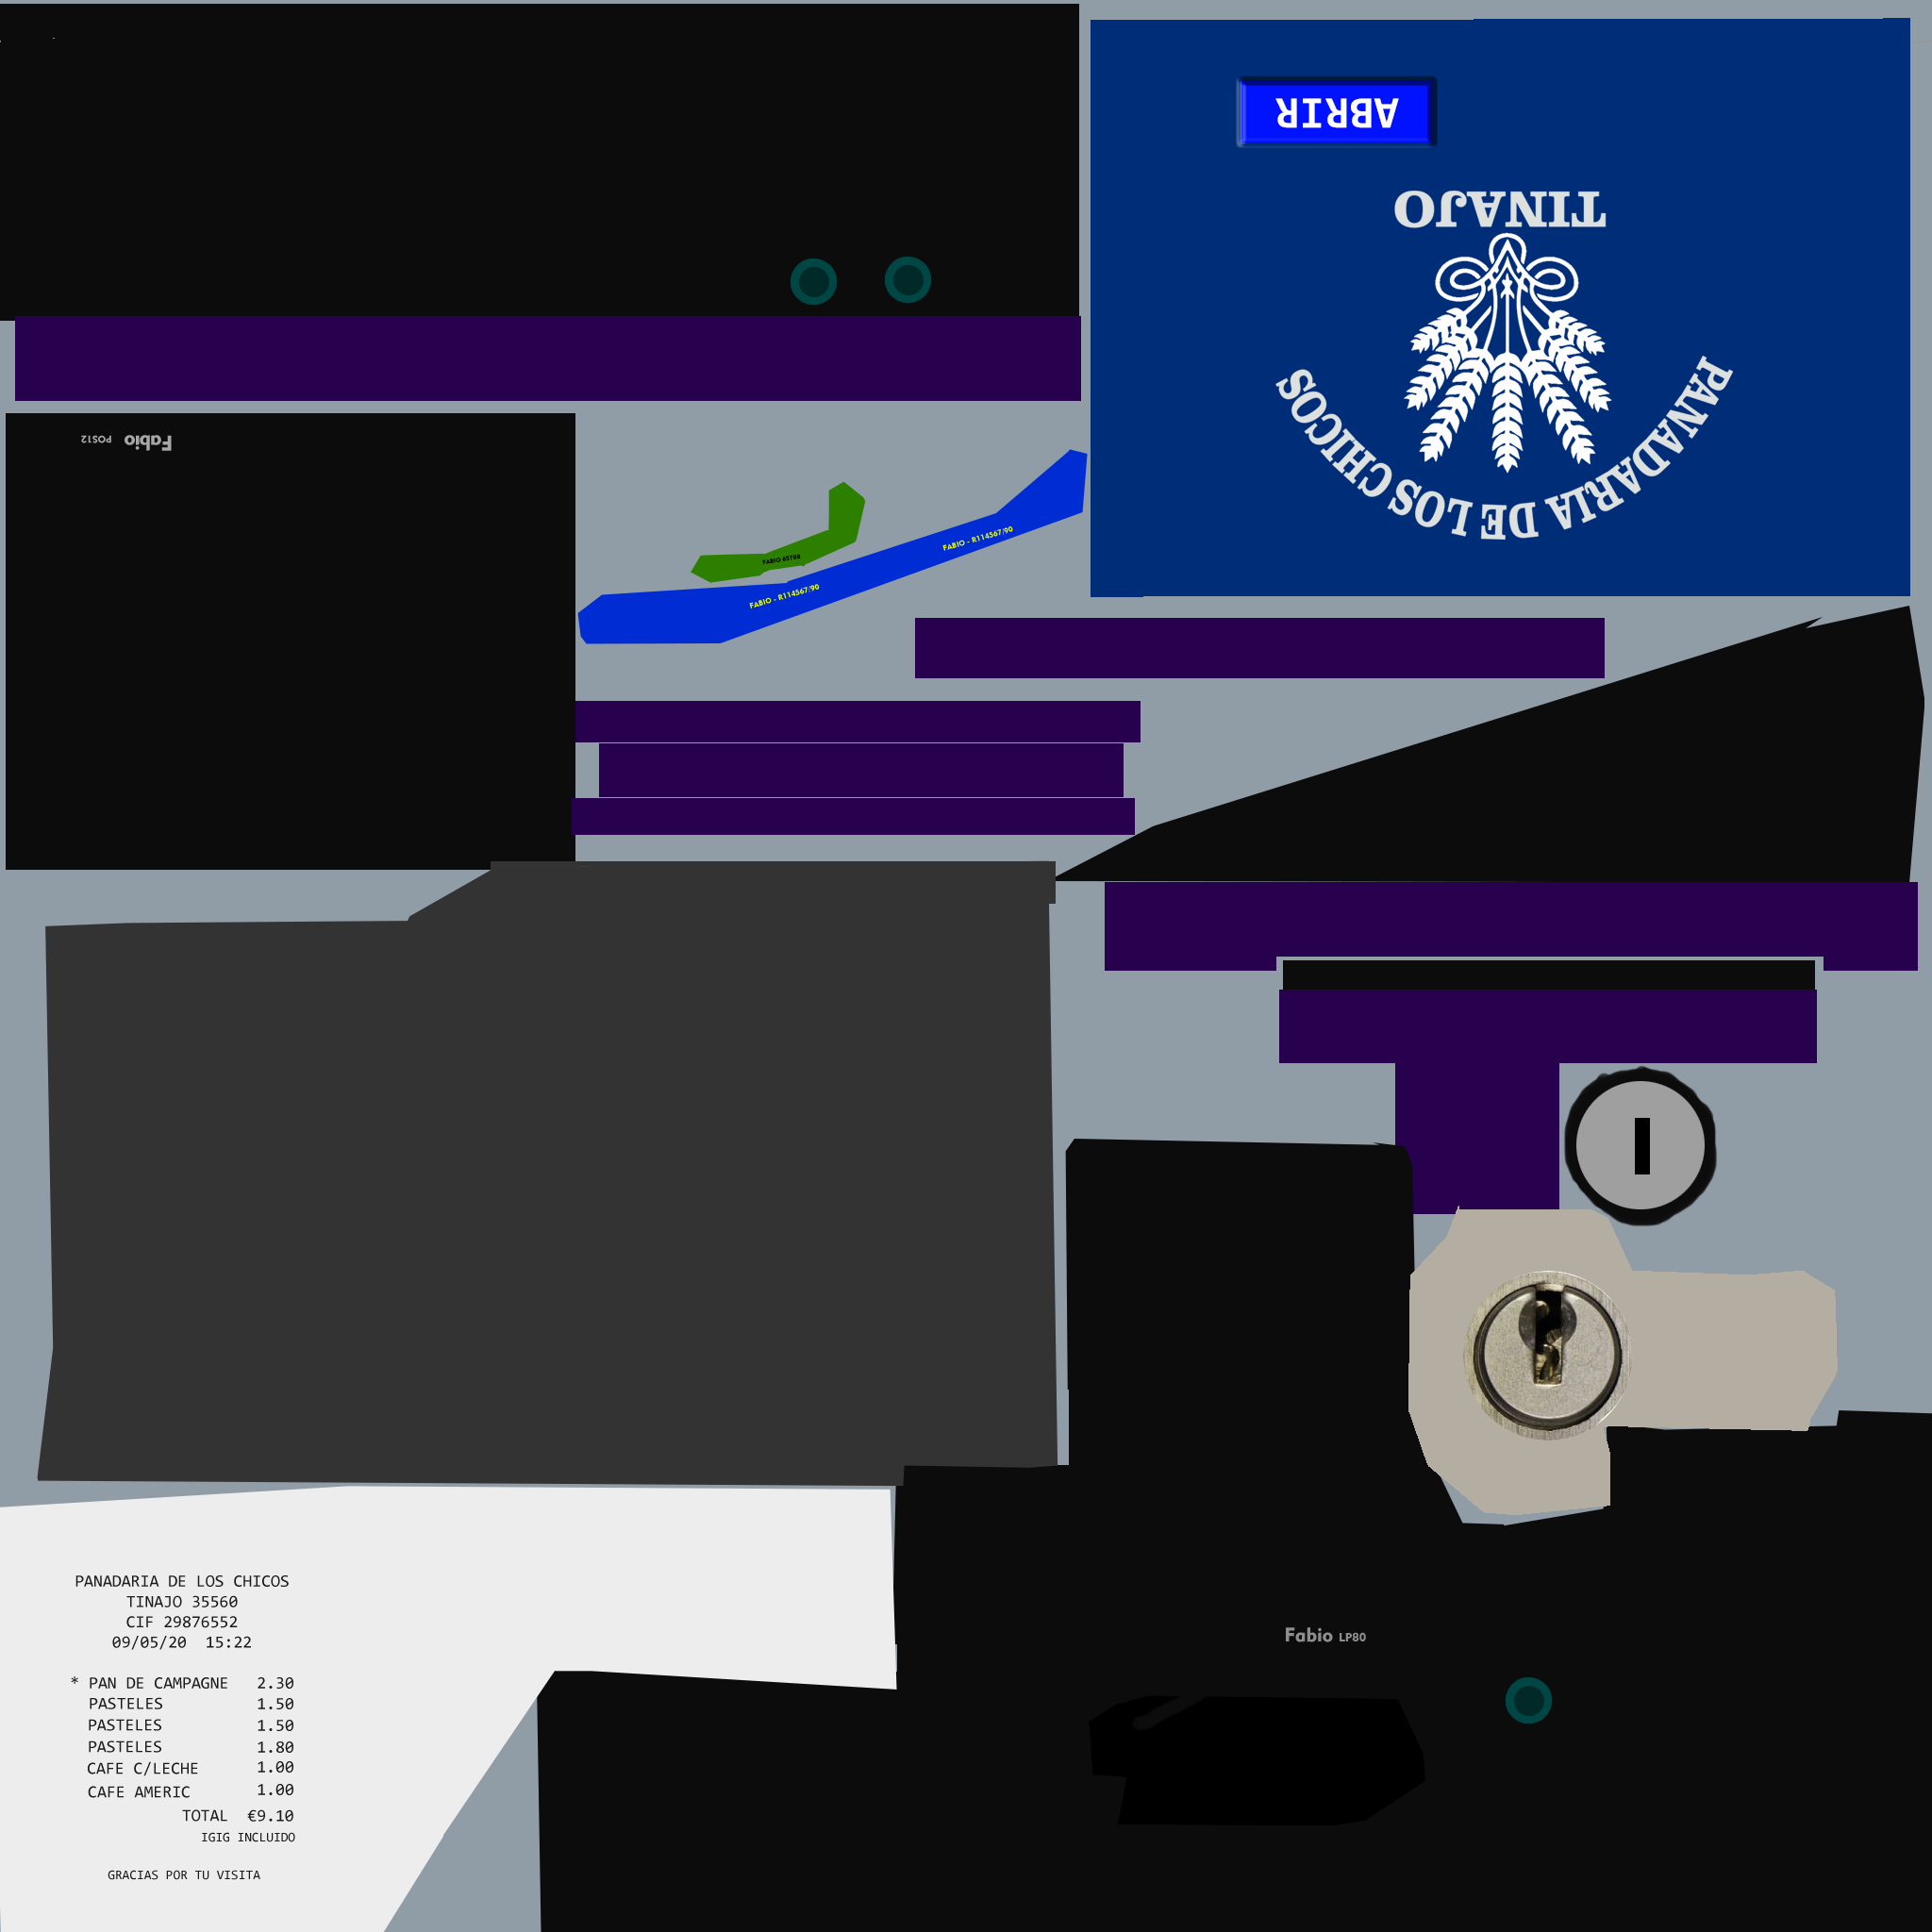 ABRIR
TINAJO
PANADARIA DE LOS CHICOS
Fabio POS12
FABIO 65788
FABIO - R114567/90
FABIO - R114567/90
PANADARIA DE LOS CHICOS
TINAJO 35560
CIF 29876552
09/05/20 15:22
* PAN DE CAMPAGNE 2.30
PASTELES 1.50
PASTELES 1.50
PASTELES 1.80
CAFE C/LECHE 1.00
CAFE AMERIC 1.00
TOTAL €9.10
IGIG INCLUIDO
GRACIAS POR TU VISITA
Fabio LP80